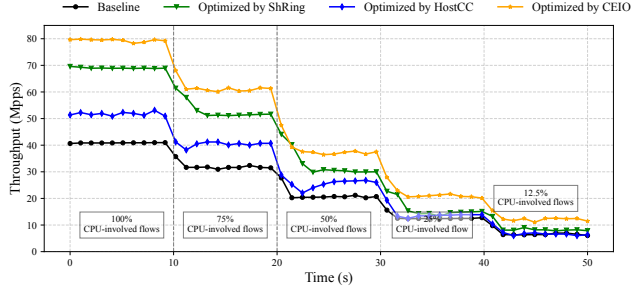 Baseline
Optimized by ShRing
Optimized by HostCC
Optimized by CEIO
Throughput (Mpps)
80
70
60
50
40
30
20
10
0
100%
CPU-involved flows
75%
CPU-involved flows
50%
CPU-involved flows
25%
CPU-involved flow
12.5%
CPU-involved flows
0
10
20
30
40
50
Time (s)